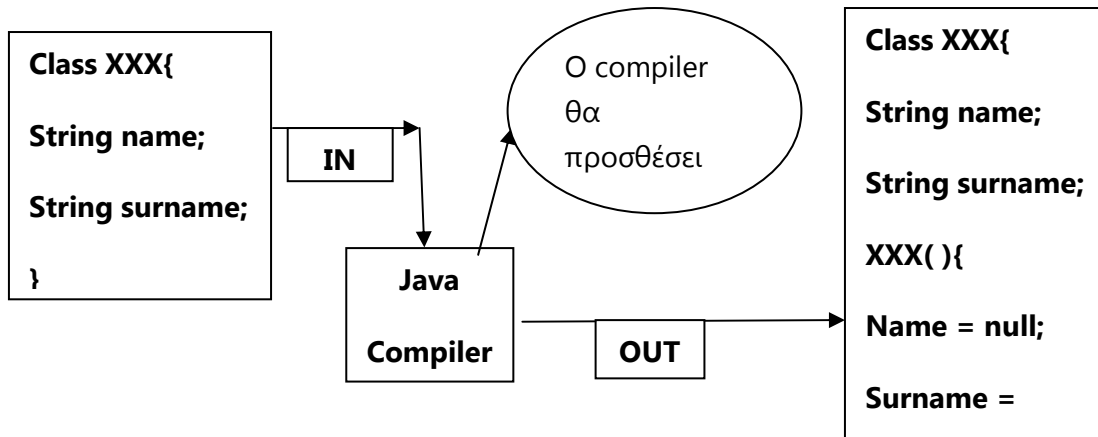 Class XXX{
String name;
String surname;
}
IN
Java
Compiler
Ο compiler
θα
προσθέσει
OUT
Class XXX{
String name;
String surname;
XXX( ){
Name = null;
Surname =